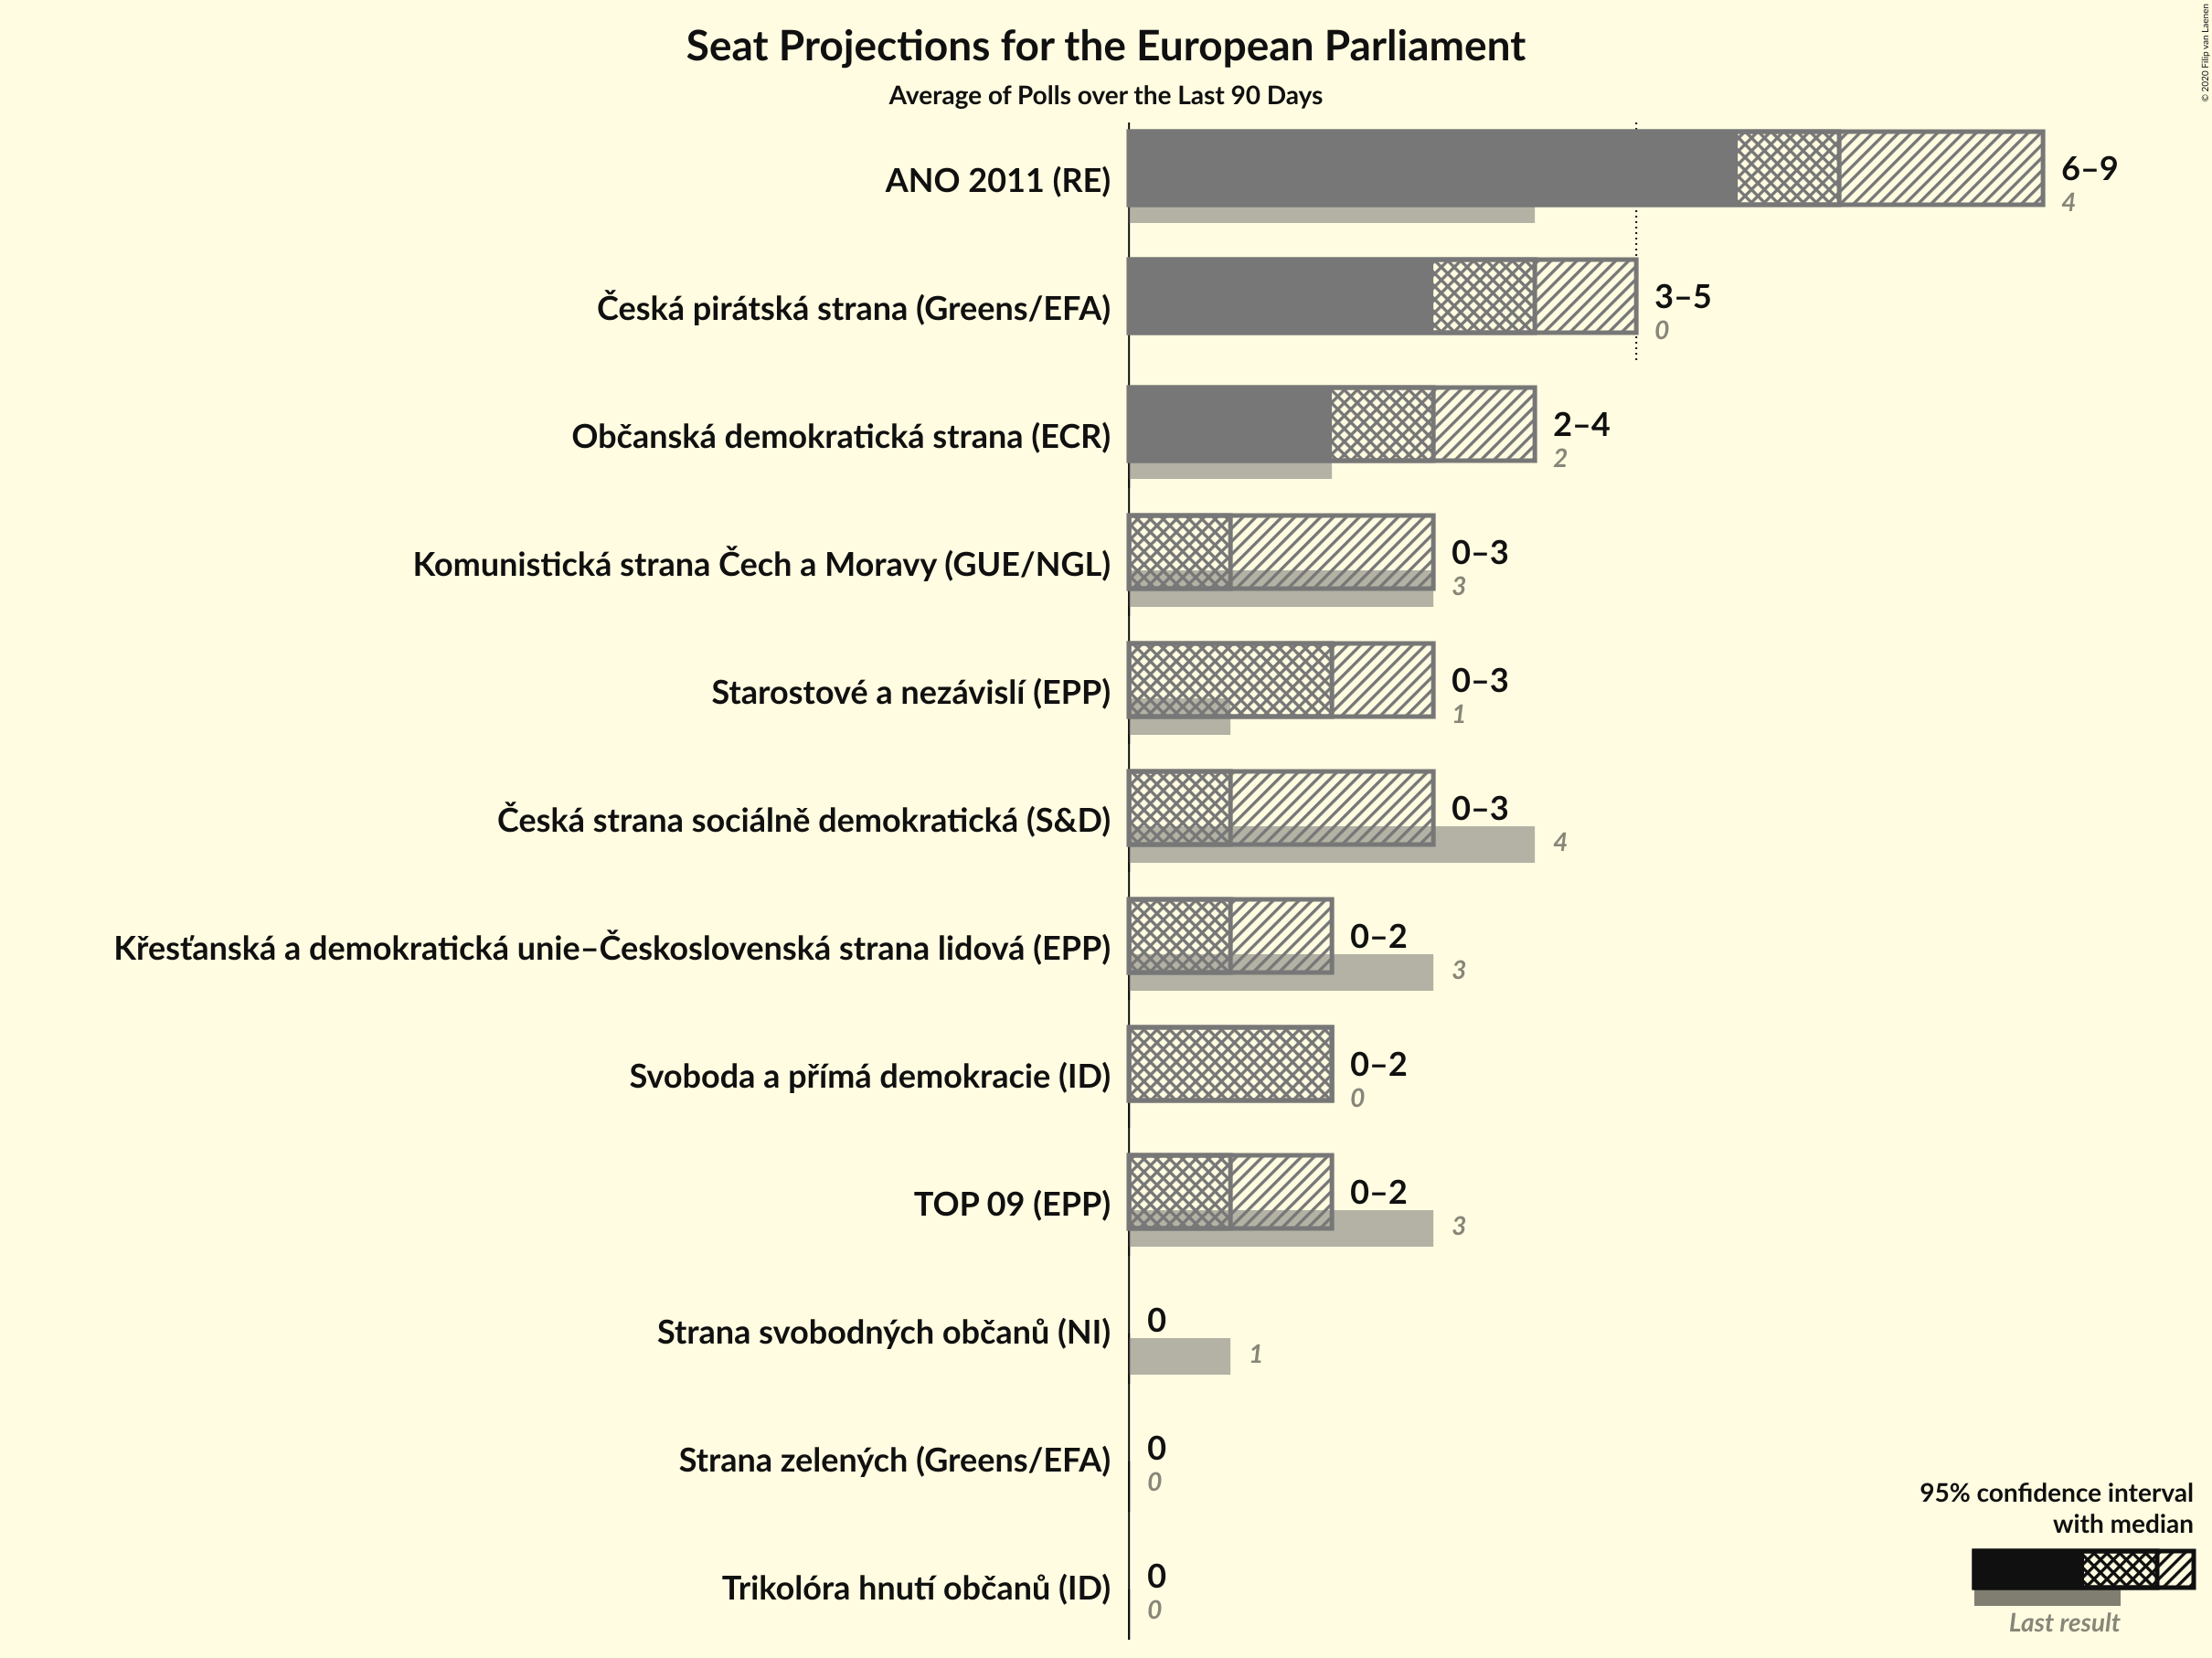 Seat Projections for the European Parliament
Average of Polls over the Last 90 Days
© 2020 Filip van Laenen
ANO 2011 (RE)
6–9
4
Česká pirátská strana (Greens/EFA)
3–5
0
Občanská demokratická strana (ECR)
2–4
2
Komunistická strana Čech a Moravy (GUE/NGL)
0–3
3
Starostové a nezávislí (EPP)
0–3
1
Česká strana sociálně demokratická (S&D)
0–3
4
Křesťanská a demokratická unie–Československá strana lidová (EPP)
0–2
3
Svoboda a přímá demokracie (ID)
0–2
0
TOP 09 (EPP)
0–2
3
Strana svobodných občanů (NI)
0
1
Strana zelených (Greens/EFA)
0
0
Trikolóra hnutí občanů (ID)
0
0
95% confidence interval
with median
Last result